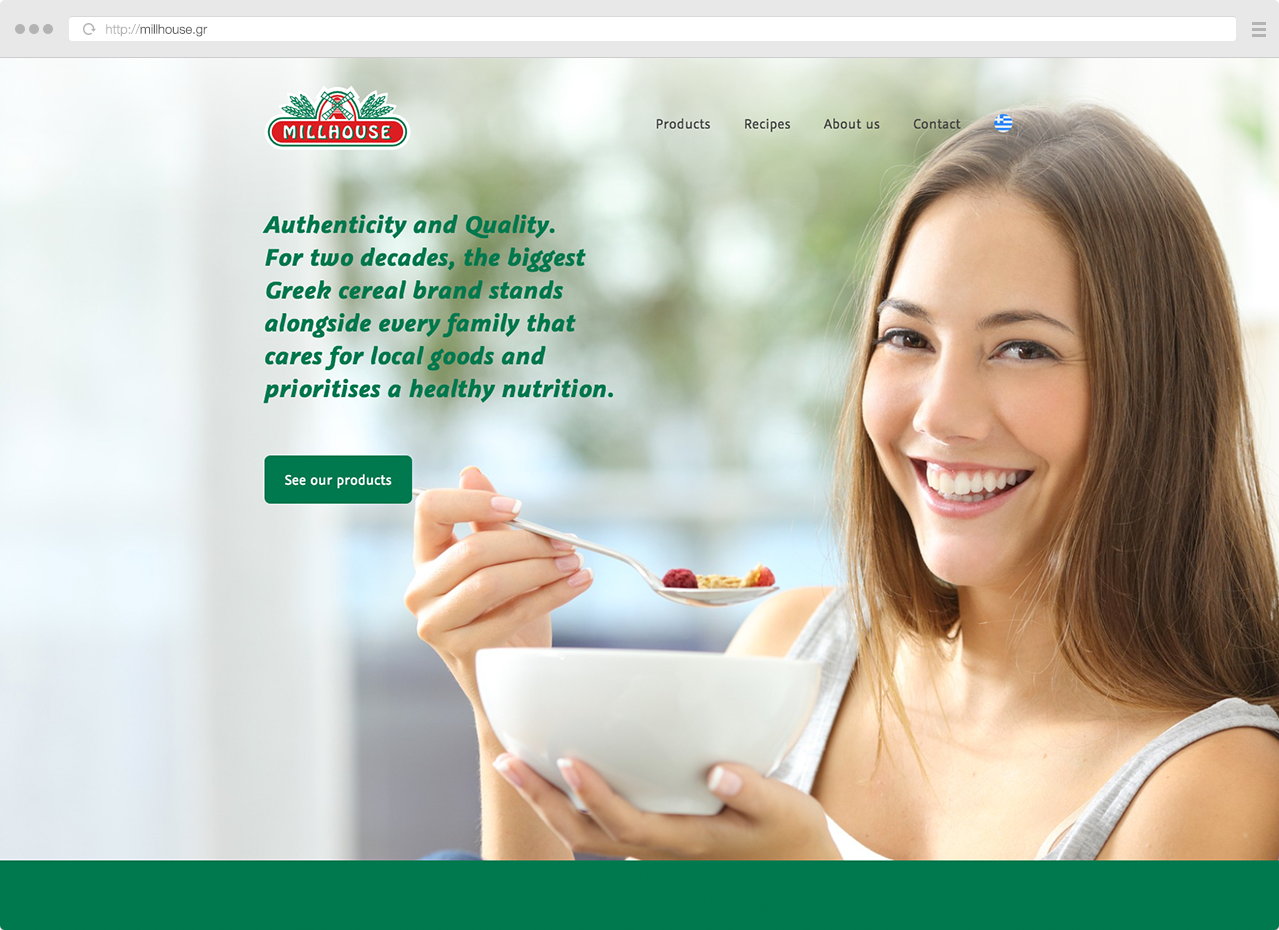 http://millhouse.gr
MILLHOUSE
Products Recipes About us Contact
Authenticity and Quality.
For two decades, the biggest
Greek cereal brand stands
alongside every family that
cares for local goods and
prioritises a healthy nutrition.
See our products